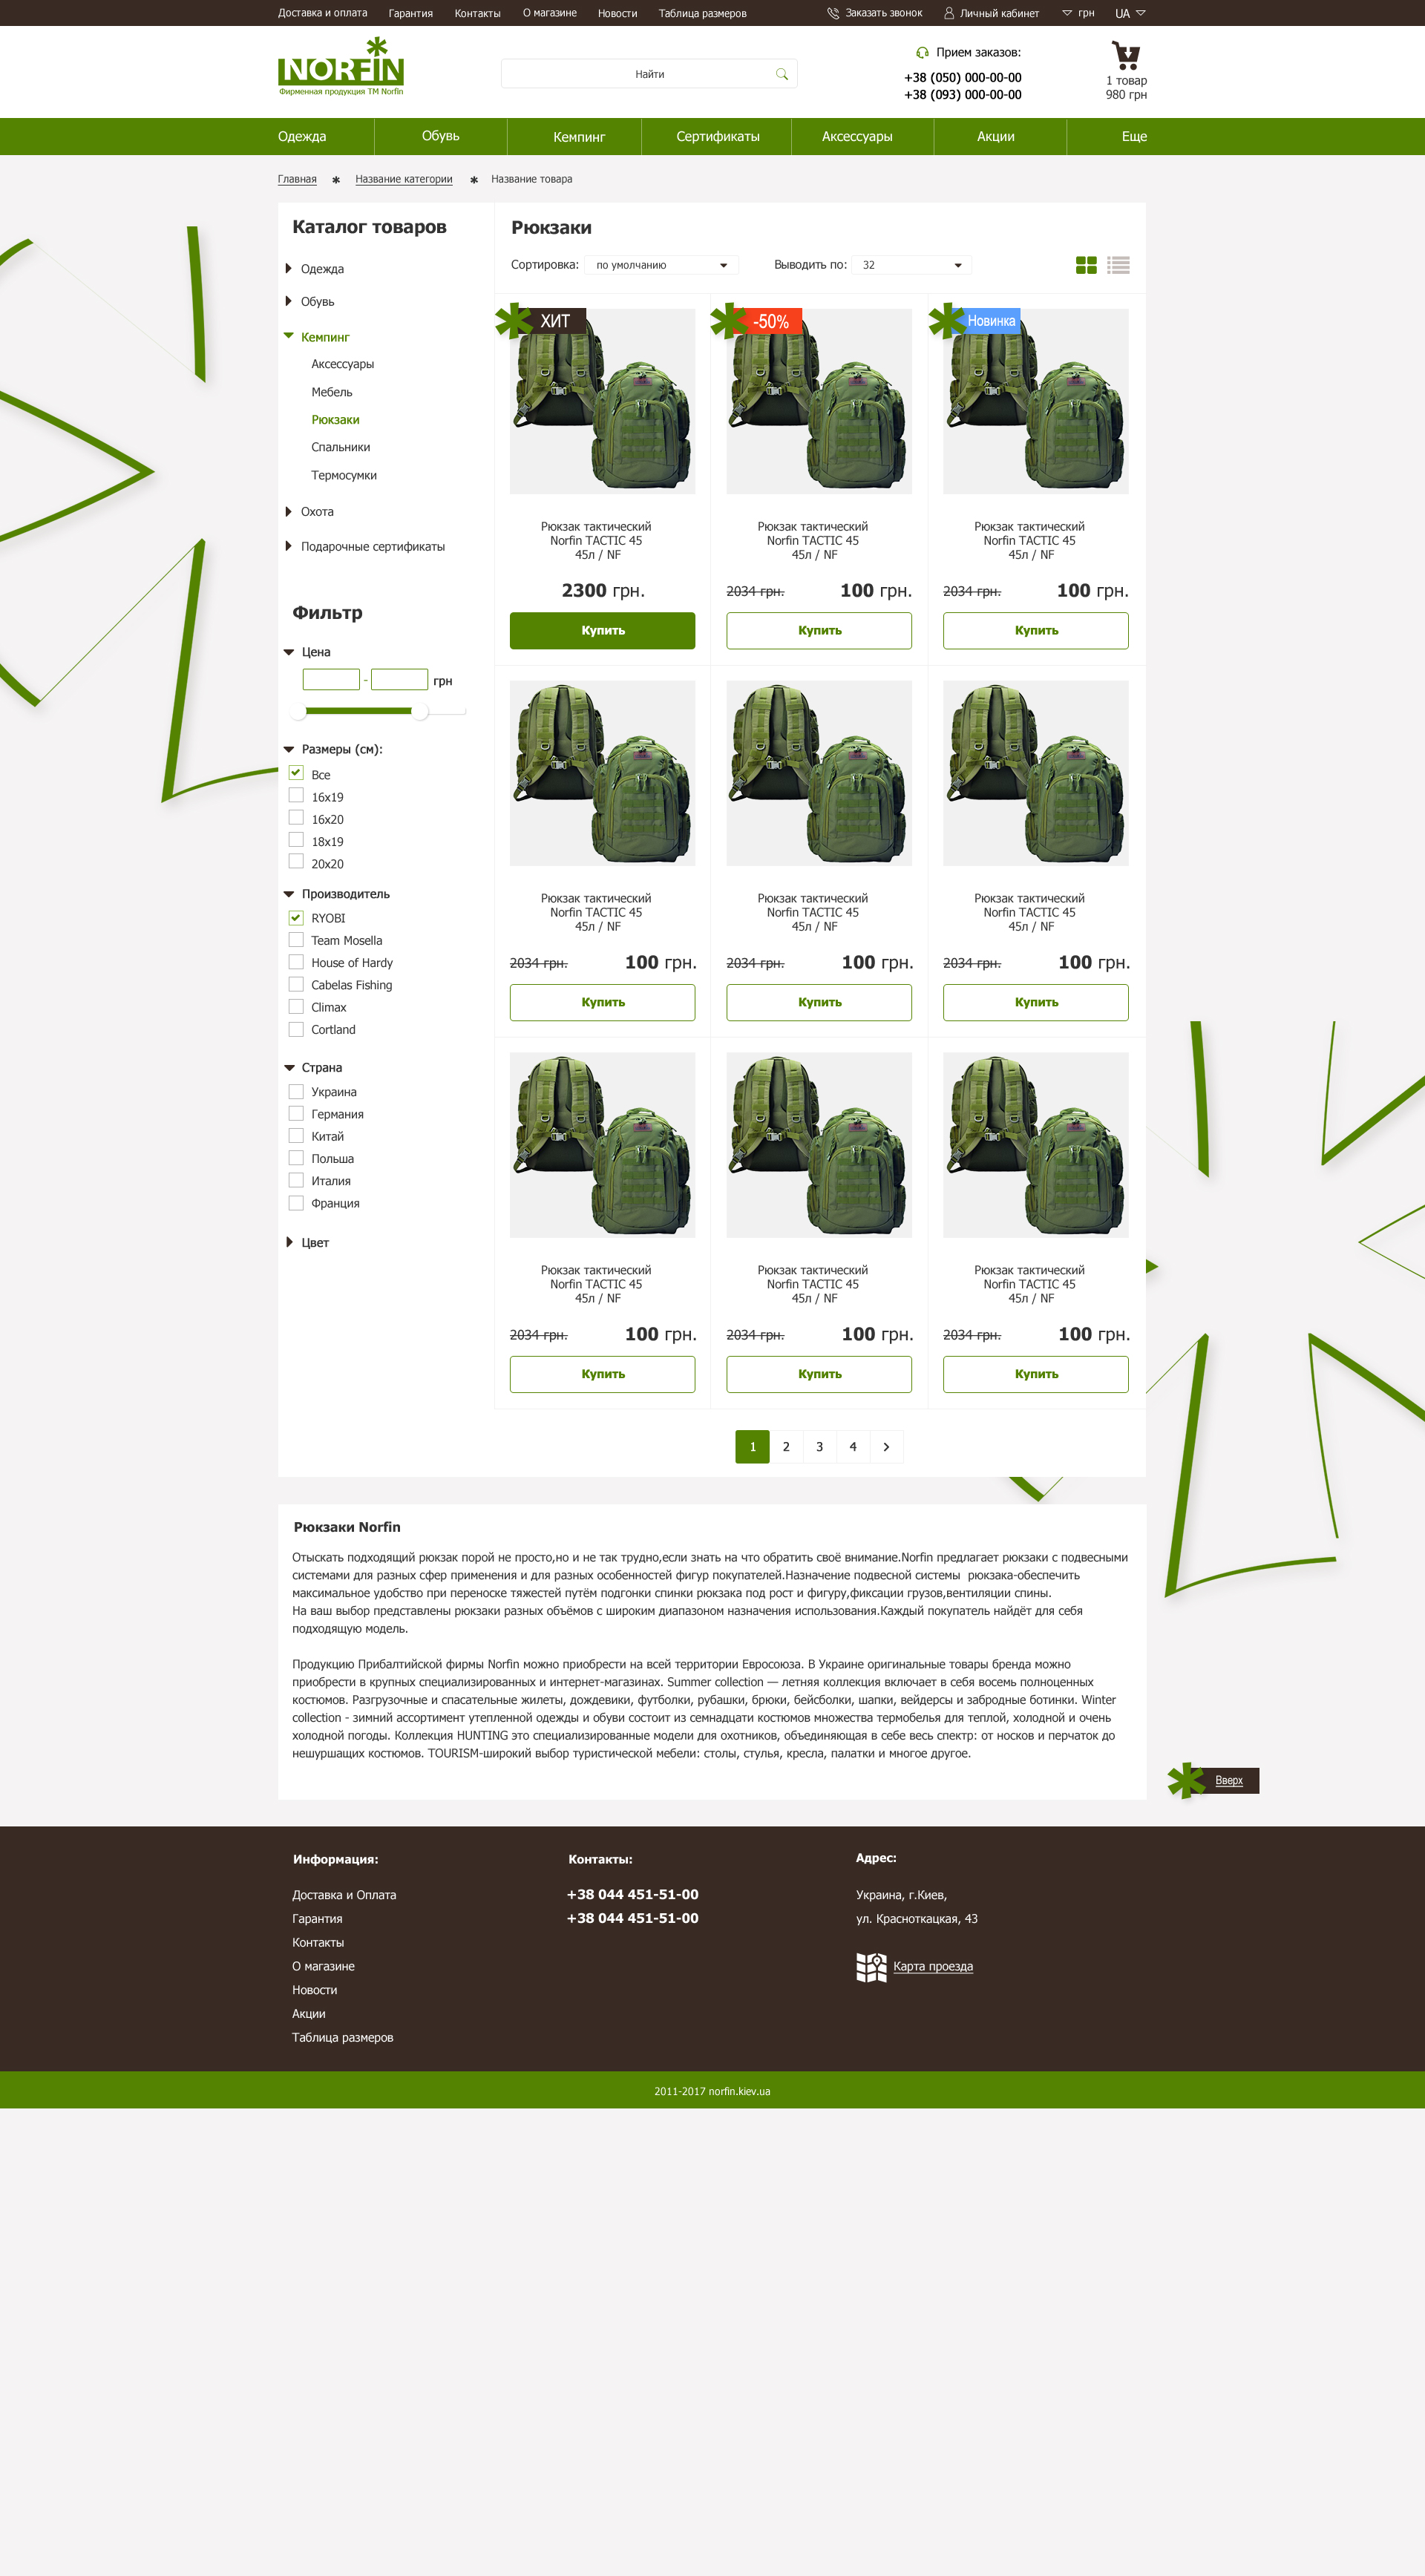 Доставка и оплата Гарантия Контакты О магазине Новости Таблица размеров Заказать звонок Личный кабинет грн UA
NORFIN
Фирменная продукция ТМ Norfin
Найти
Прием заказов:
+38 (050) 000-00-00
+38 (093) 000-00-00
1 товар
980 грн
Одежда Обувь Кемпинг Сертификаты Аксессуары Акции Еще
Главная Название категории Название товара
Каталог товаров
Одежда
Обувь
Кемпинг
Аксессуары
Мебель
Рюкзаки
Спальники
Термосумки
Охота
Подарочные сертификаты
Фильтр
Цена
- грн
Размеры (см):
Все
16х19
16х20
18х19
20х20
Производитель
RYOBI
Team Mosella
House of Hardy
Cabelas Fishing
Climax
Cortland
Страна
Украина
Германия
Китай
Польша
Италия
Франция
Цвет
Рюкзаки
Сортировка: по умолчанию Выводить по: 32
ХИТ -50% Новинка
Рюкзак тактический Рюкзак тактический Рюкзак тактический
Norfin TACTIC 45 Norfin TACTIC 45 Norfin TACTIC 45
45л / NF 45л / NF 45л / NF
2300 грн. 2034 грн. 100 грн. 2034 грн. 100 грн.
Купить Купить Купить
Рюкзак тактический Рюкзак тактический Рюкзак тактический
Norfin TACTIC 45 Norfin TACTIC 45 Norfin TACTIC 45
45л / NF 45л / NF 45л / NF
2034 грн. 100 грн. 2034 грн. 100 грн. 2034 грн. 100 грн.
Купить Купить Купить
Рюкзак тактический Рюкзак тактический Рюкзак тактический
Norfin TACTIC 45 Norfin TACTIC 45 Norfin TACTIC 45
45л / NF 45л / NF 45л / NF
2034 грн. 100 грн. 2034 грн. 100 грн. 2034 грн. 100 грн.
Купить Купить Купить
1 2 3 4
Рюкзаки Norfin
Отыскать подходящий рюкзак порой не просто,но и не так трудно,если знать на что обратить своё внимание.Norfin предлагает рюкзаки с подвесными
системами для разных сфер применения и для разных особенностей фигур покупателей.Назначение подвесной системы рюкзака-обеспечить
максимальное удобство при переноске тяжестей путём подгонки спинки рюкзака под рост и фигуру,фиксации грузов,вентиляции спины.
На ваш выбор представлены рюкзаки разных объёмов с широким диапазоном назначения использования.Каждый покупатель найдёт для себя
подходящую модель.
Продукцию Прибалтийской фирмы Norfin можно приобрести на всей территории Евросоюза. В Украине оригинальные товары бренда можно
приобрести в крупных специализированных и интернет-магазинах. Summer collection — летняя коллекция включает в себя восемь полноценных
костюмов. Разгрузочные и спасательные жилеты, дождевики, футболки, рубашки, брюки, бейсболки, шапки, вейдерсы и забродные ботинки. Winter
collection - зимний ассортимент утепленной одежды и обуви состоит из семнадцати костюмов множества термобелья для теплой, холодной и очень
холодной погоды. Коллекция HUNTING это специализированные модели для охотников, объединяющая в себе весь спектр: от носков и перчаток до
нешуршащих костюмов. TOURISM-широкий выбор туристической мебели: столы, стулья, кресла, палатки и многое другое.
Вверх
Информация:
Доставка и Оплата
Гарантия
Контакты
О магазине
Новости
Акции
Таблица размеров
Контакты:
+38 044 451-51-00
+38 044 451-51-00
Адрес:
Украина, г.Киев,
ул. Красноткацкая, 43
Карта проезда
2011-2017 norfin.kiev.ua